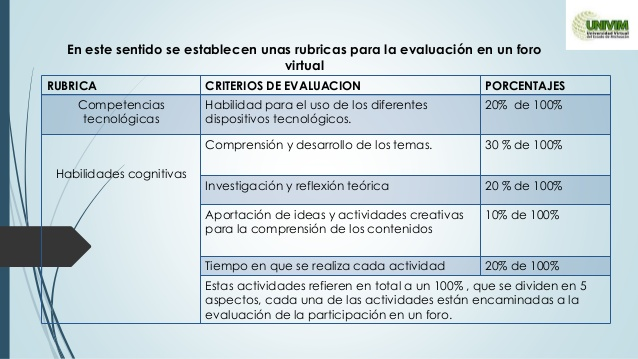 UNIVIM
Universidad Virtual
del Estado de Michoacán
En este sentido se establecen unas rubricas para la evaluación en un foro
virtual
RUBRICA CRITERIOS DE EVALUACION PORCENTAJES
Competencias
tecnológicas
Habilidad para el uso de los diferentes
dispositivos tecnológicos.
20% de 100%
Habilidades cognitivas
Comprensión y desarrollo de los temas.
30 % de 100%
Investigación y reflexión teórica
20 % de 100%
Aportación de ideas y actividades creativas
para la comprensión de los contenidos
10% de 100%
Tiempo en que se realiza cada actividad
20% de 100%
Estas actividades refieren en total a un 100% , que se dividen en 5
aspectos, cada una de las actividades están encaminadas a la
evaluación de la participación en un foro.